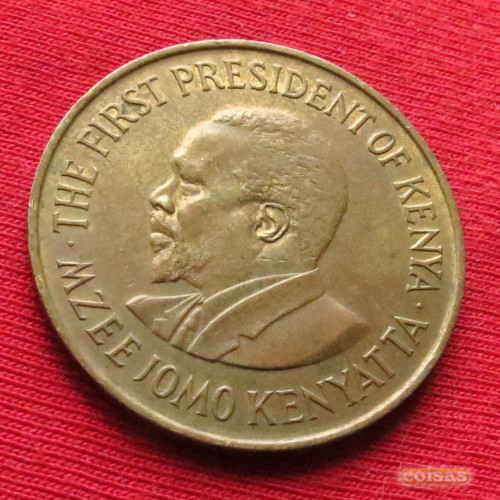 THE FIRST PRESIDENT OF KENYA
· MZEE JOMO KENYATTA ·
coisas